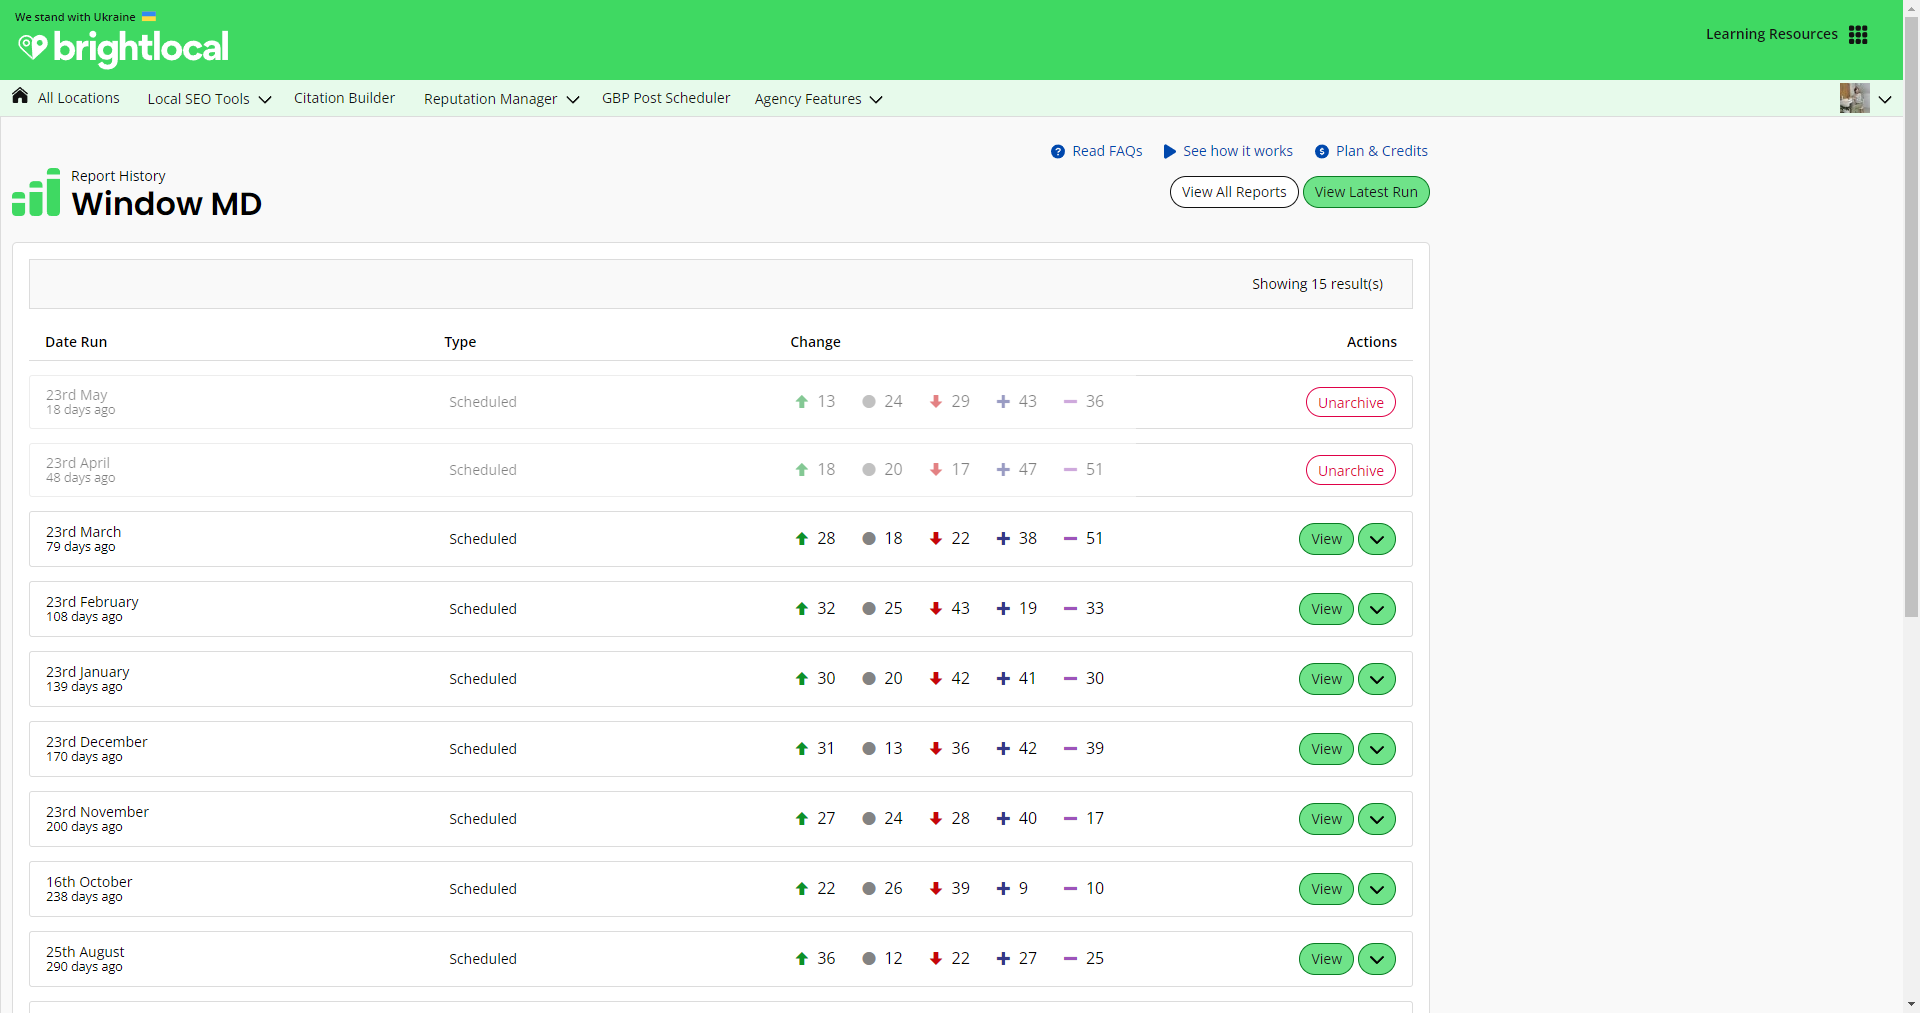 We stand with Ukraine
brightlocal
Learning Resources
All Locations Local SEO Tools Citation Builder Reputation Manager GBP Post Scheduler Agency Features
Read FAQs See how it works Plan & Credits
Report History
Window MD
View All Reports View Latest Run
Showing 15 result(s)
Date Run Type Change Actions
23rd May
18 days ago
Scheduled 13 24 29 43 36 Unarchive
23rd April
48 days ago
Scheduled 18 20 17 47 51 Unarchive
23rd March
79 days ago
Scheduled 28 18 22 38 51 View
23rd February
108 days ago
Scheduled 32 25 43 19 33 View
23rd January
139 days ago
Scheduled 30 20 42 41 30 View
23rd December
170 days ago
Scheduled 31 13 36 42 39 View
23rd November
200 days ago
Scheduled 27 24 28 40 17 View
16th October
238 days ago
Scheduled 22 26 39 9 10 View
25th August
290 days ago
Scheduled 36 12 22 27 25 View